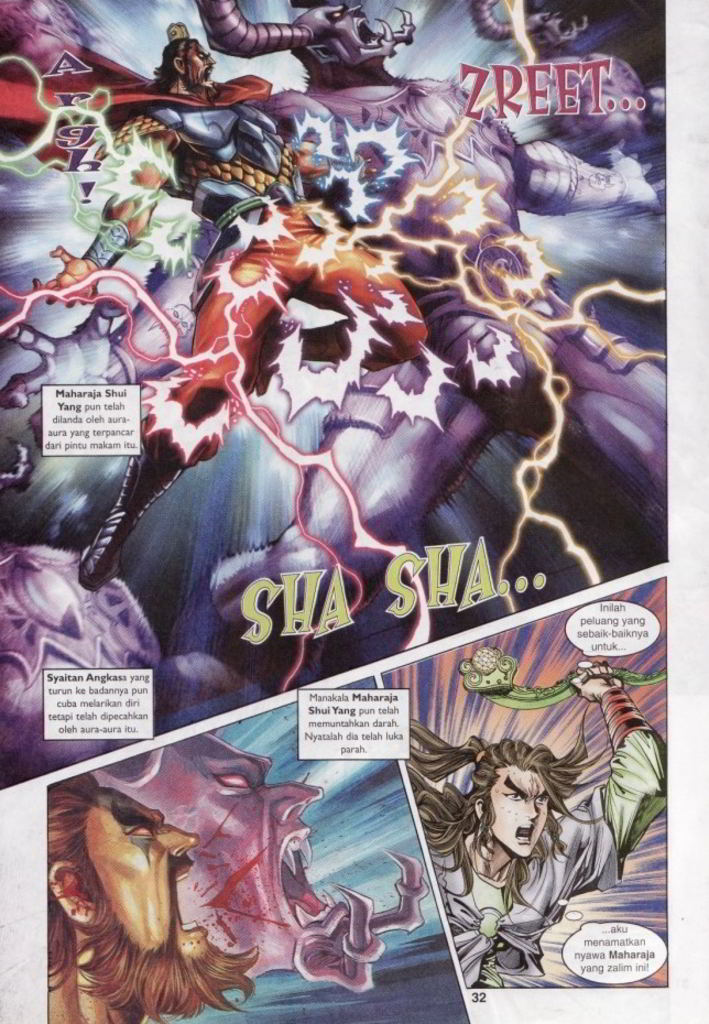 Argh!
ZREET...
Maharaja Shui
Yang pun telah
dilanda oleh aura-
aura yang terpancar
dari pintu makam itu.
SHA SHA...
Syaitan Angkasa yang
turun ke badannya pun
cuba melarikan diri
tetapi telah dipecahkan
oleh aura-aura itu.
Manakala Maharaja
Shui Yang pun telah
memuntahkan darah.
Nyatalah dia telah luka
parah.
Inilah
peluang yang
sebaik-baiknya
untuk...
...aku
menamatkan
nyawa Maharaja
yang zalim ini!
32